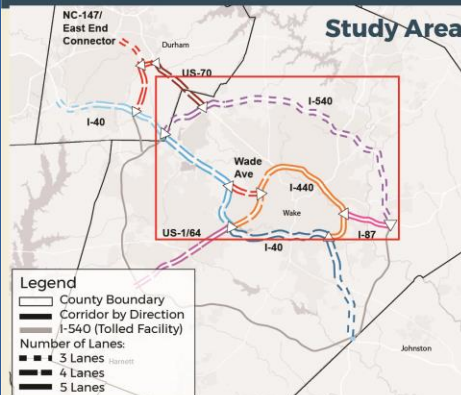 Study Area
NC-147/
East End
Connector
Durham
US-70
I-540
I-40
Wade
Ave
I-440
Wake
US-1/64
I-87
I-40
Legend
County Boundary
Corridor by Direction
I-540 (Tolled Facility)
Number of Lanes:
3 Lanes
Harnett
4 Lanes
5 Lanes
Johnston